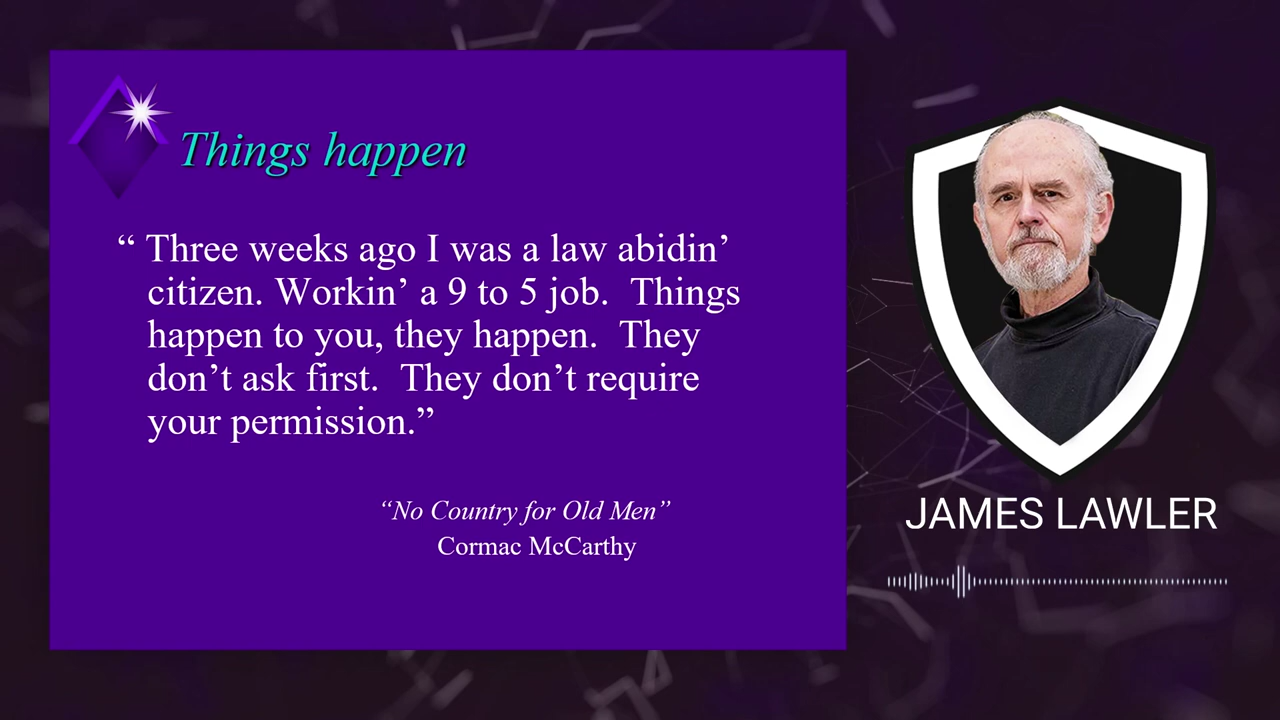 Things happen
“ Three weeks ago I was a law abidin’
citizen. Workin’ a 9 to 5 job.  Things
happen to you, they happen.  They
don’t ask first.  They don’t require
your permission.”
“No Country for Old Men”
Cormac McCarthy
JAMES LAWLER